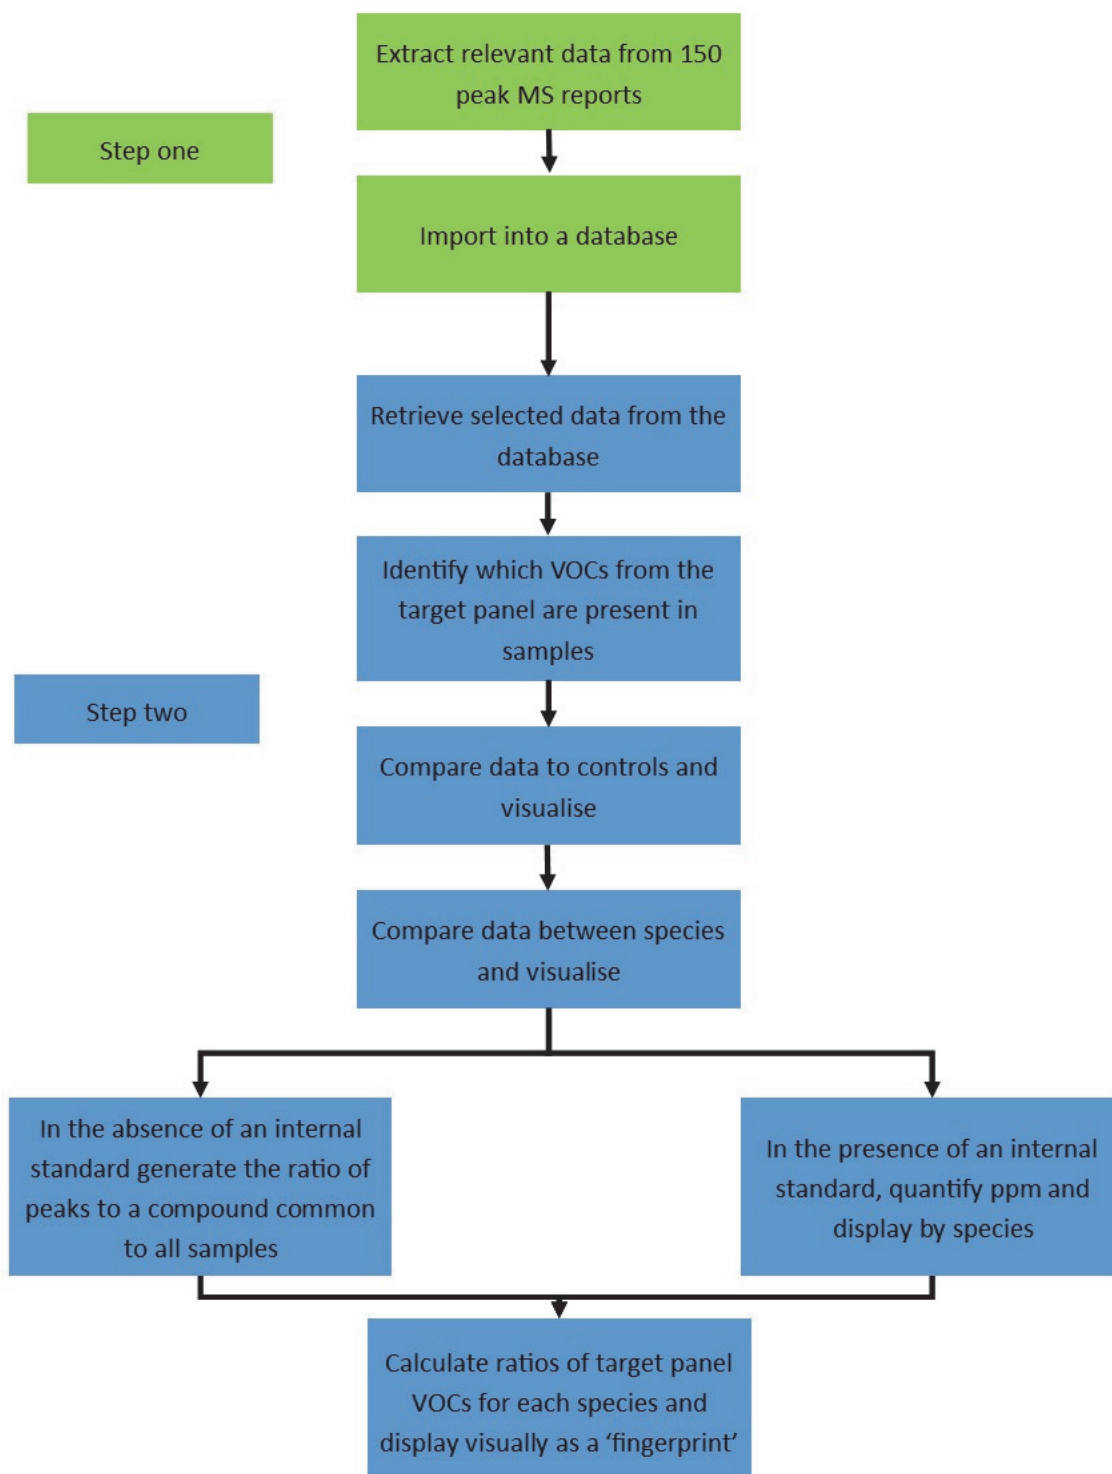 Extract relevant data from 150
peak MS reports
Step one
Import into a database
Retrieve selected data from the
database
Identify which VOCs from the
target panel are present in
samples
Step two
Compare data to controls and
visualise
Compare data between species
and visualise
In the absence of an internal
standard generate the ratio of
peaks to a compound common
to all samples
In the presence of an internal
standard, quantify ppm and
display by species
Calculate ratios of target panel
VOCs for each species and
display visually as a ‘fingerprint’